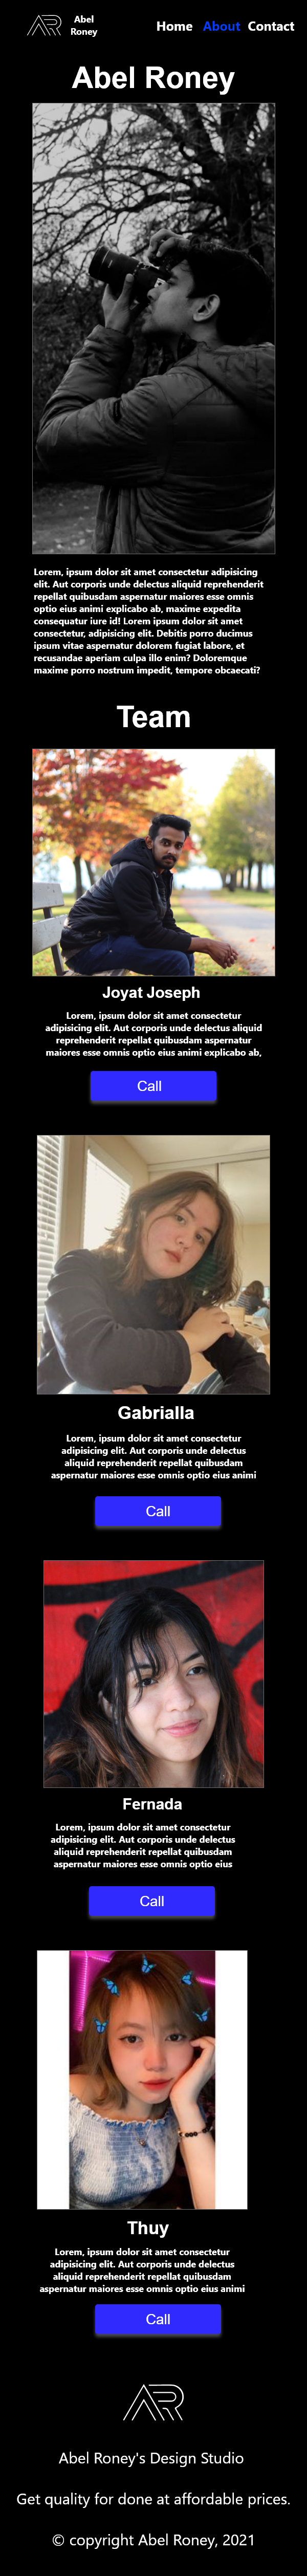 Abel
Roney
Home About Contact
Abel Roney
Lorem, ipsum dolor sit amet consectetur adipisicing
elit. Aut corporis unde delectus aliquid reprehenderit
repellat quibusdam aspernatur maiores esse omnis
optio eius animi explicabo ab, maxime expedita
consequatur iure id! Lorem ipsum dolor sit amet
consectetur, adipisicing elit. Debitis porro ducimus
ipsum vitae aspernatur dolorem fugiat labore, et
recusandae aperiam culpa illo enim? Doloremque
maxime porro nostrum impedit, tempore obcaecati?
Team
Joyat Joseph
Lorem, ipsum dolor sit amet consectetur
adipisicing elit. Aut corporis unde delectus aliquid
reprehenderit repellat quibusdam aspernatur
maiores esse omnis optio eius animi explicabo ab,
Call
Gabrialla
Lorem, ipsum dolor sit amet consectetur
adipisicing elit. Aut corporis unde delectus
aliquid reprehenderit repellat quibusdam
aspernatur maiores esse omnis optio eius animi
Call
Fernada
Lorem, ipsum dolor sit amet consectetur
adipisicing elit. Aut corporis unde delectus
aliquid reprehenderit repellat quibusdam
aspernatur maiores esse omnis optio eius
Call
Thuy
Lorem, ipsum dolor sit amet consectetur
adipisicing elit. Aut corporis unde delectus
aliquid reprehenderit repellat quibusdam
aspernatur maiores esse omnis optio eius animi
Call
AR
Abel Roney's Design Studio
Get quality for done at affordable prices.
© copyright Abel Roney, 2021